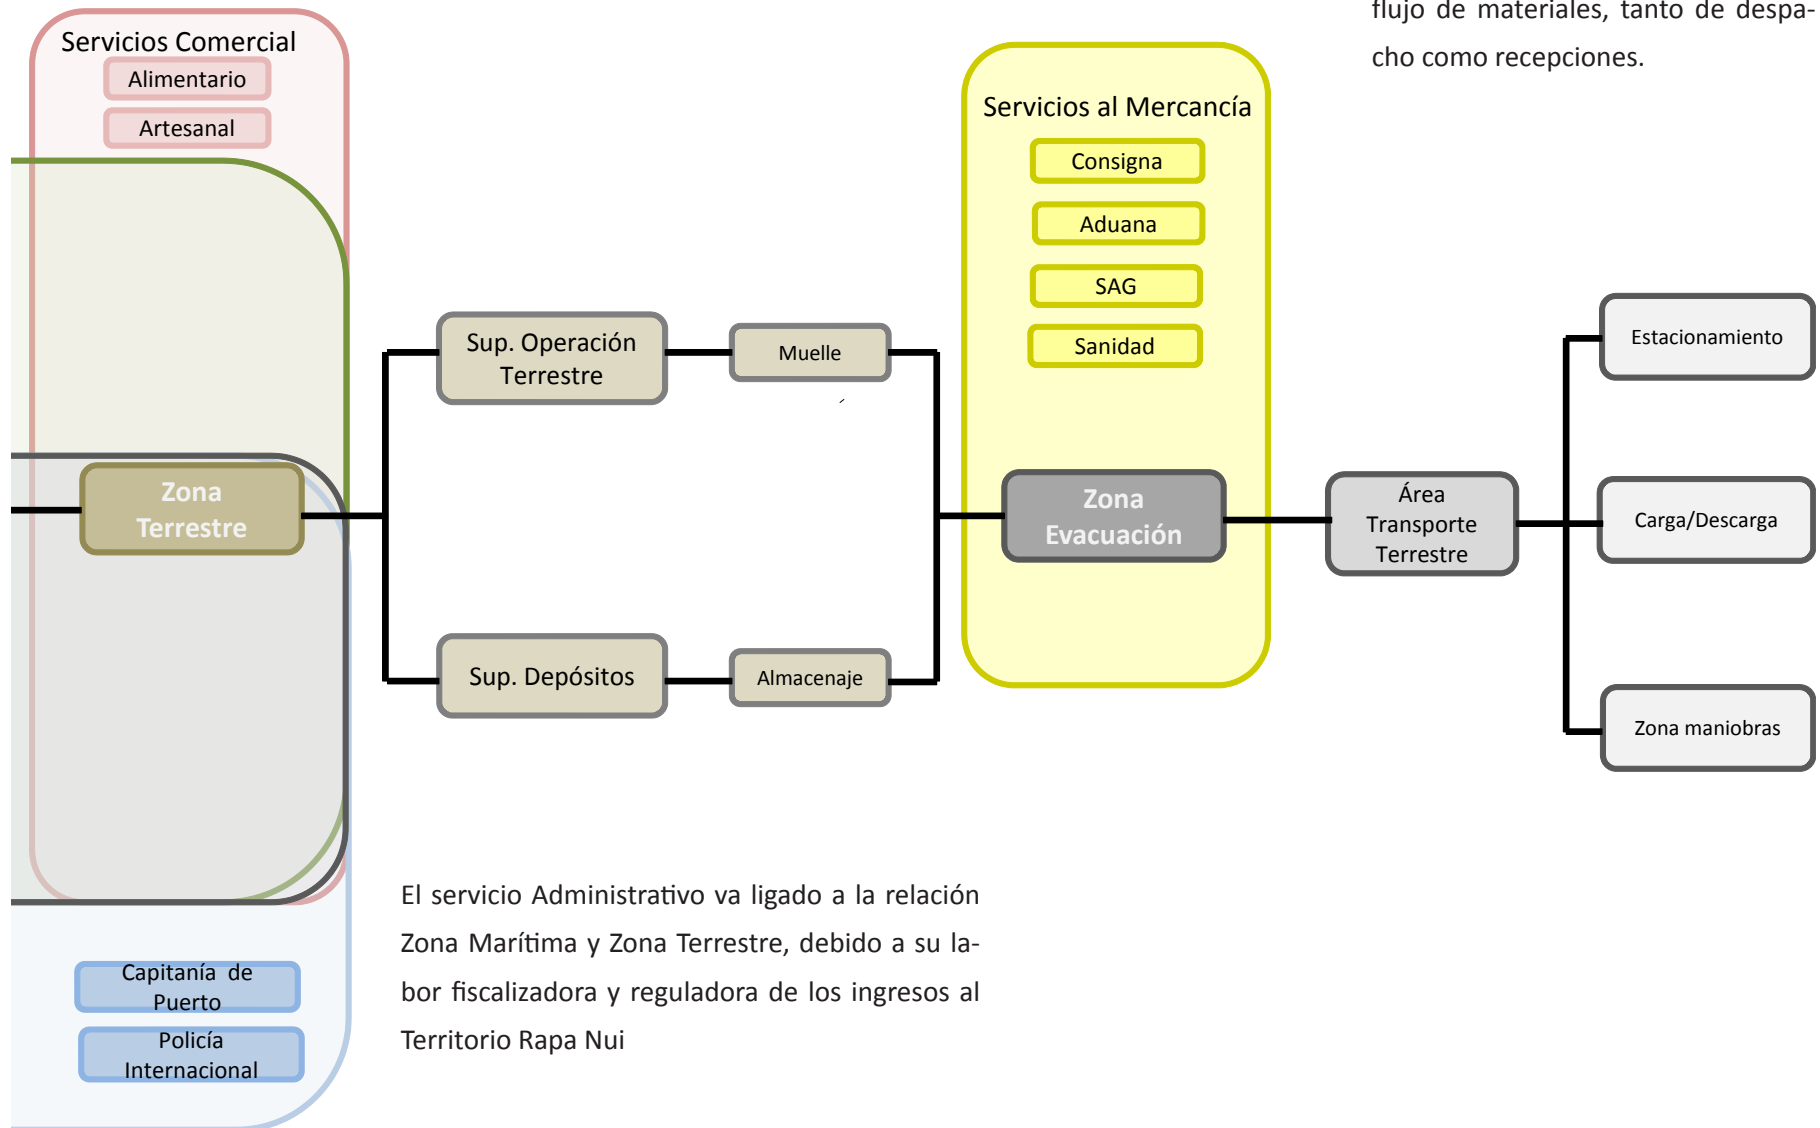 flujo de materiales, tanto de despa-
cho como recepciones.
Servicios Comercial
Alimentario
Artesanal
Servicios al Mercancía
Consigna
Aduana
SAG
Sanidad
Sup. Operación
Terrestre
Muelle
Estacionamiento
Zona
Terrestre
Zona
Evacuación
Área
Transporte
Terrestre
Carga/Descarga
Sup. Depósitos
Almacenaje
Zona maniobras
El servicio Administrativo va ligado a la relación
Zona Marítima y Zona Terrestre, debido a su la-
bor fiscalizadora y reguladora de los ingresos al
Territorio Rapa Nui
Capitanía de
Puerto
Policía
Internacional